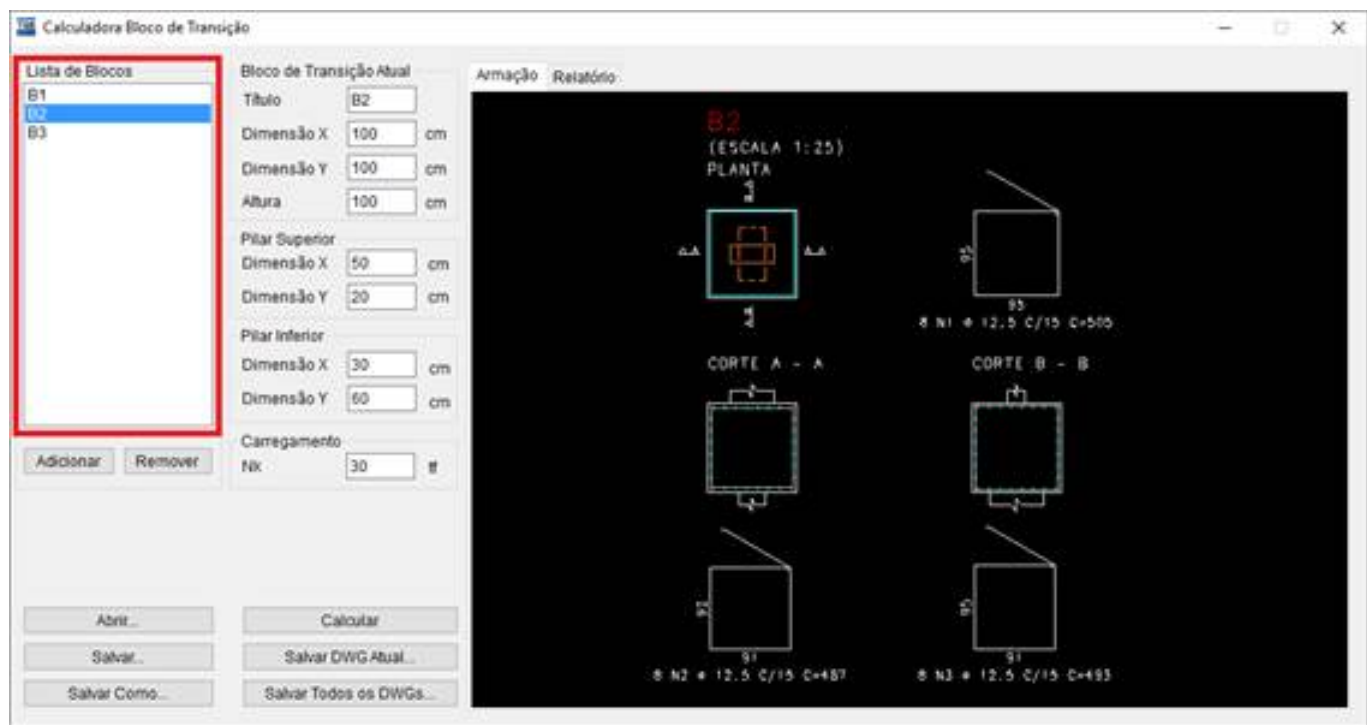 Calculadora Bloco de Transição
Lista de Blocos
B1
B2
B3
Adicionar Remover
Abrir...
Salvar...
Salvar Como...
Bloco de Transição Atual
Título B2
Dimensão X 100 cm
Dimensão Y 100 cm
Altura 100 cm
Pilar Superior
Dimensão X 50 cm
Dimensão Y 20 cm
Pilar Inferior
Dimensão X 30 cm
Dimensão Y 60 cm
Carregamento
Nk 30 tf
Calcular
Salvar DWG Atual...
Salvar Todos os DWGs...
Armação Relatório
B2
(ESCALA 1:25)
PLANTA
A-A A-A
95
95
8 N1 ø 12.5 C/15 C=505
CORTE A - A
CORTE B - B
91
8 N2 ø 12.5 C/15 C=487
95
91
8 N3 ø 12.5 C/15 C=493